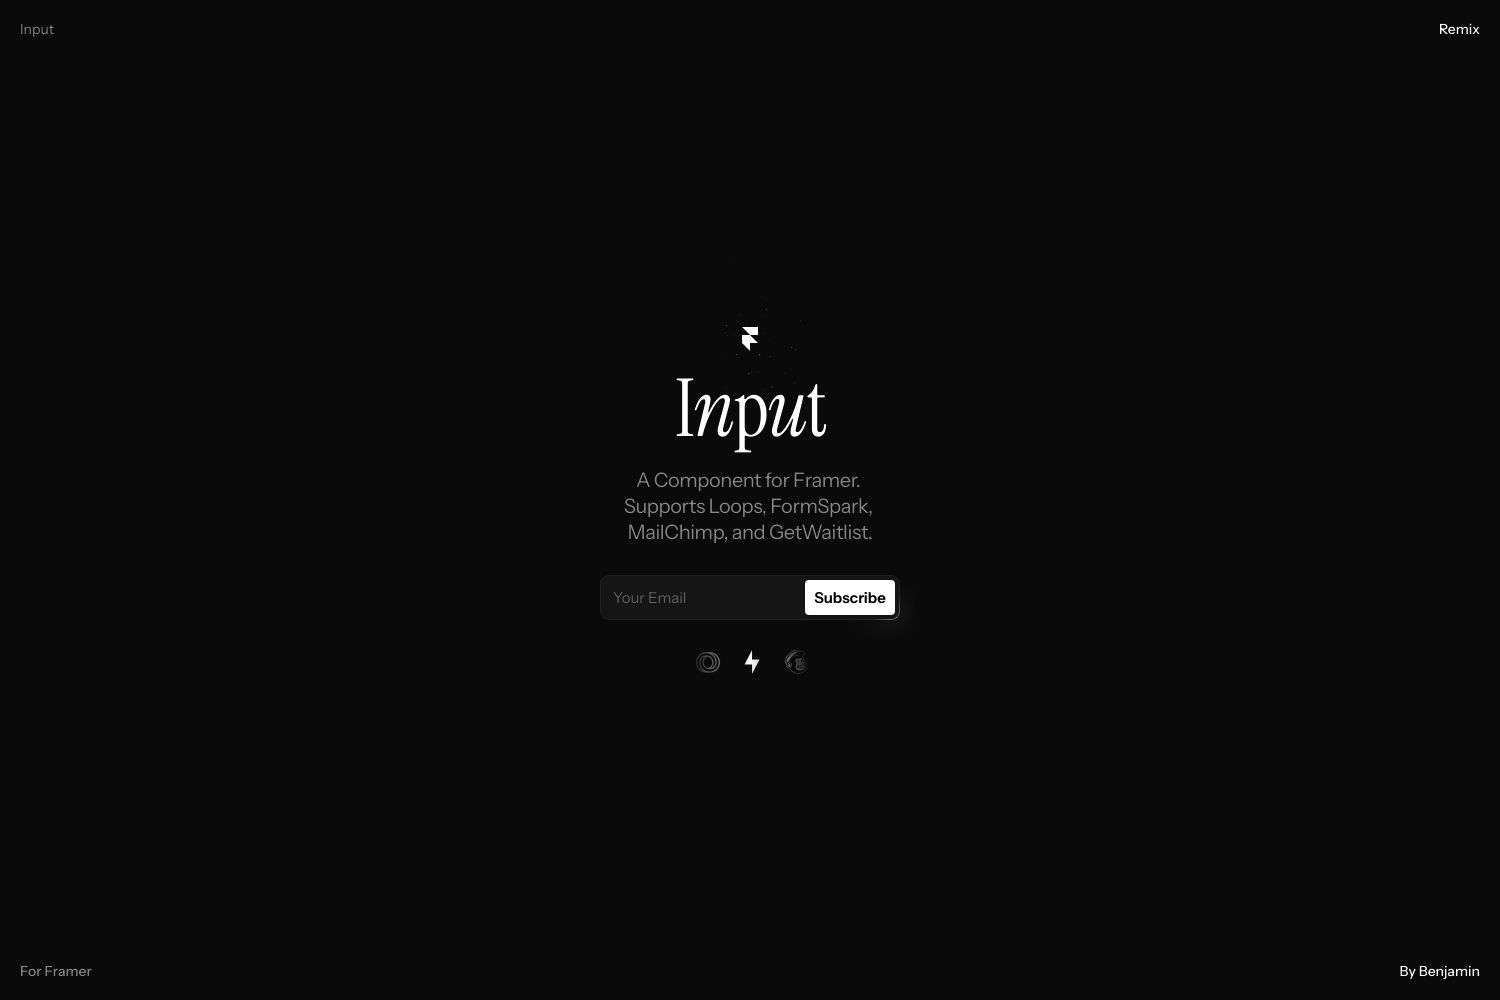 Input
Remix
Input
A Component for Framer.
Supports Loops, FormSpark,
MailChimp, and GetWaitlist.
Your Email
Subscribe
For Framer
By Benjamin